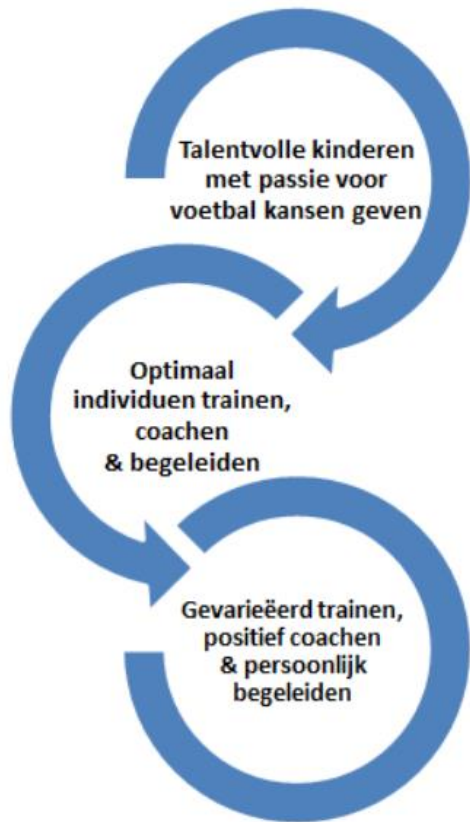 Talentvolle kinderen
met passie voor
voetbal kansen geven
Optimaal
individuen trainen,
coachen
& begeleiden
Gevarieëerd trainen,
positief coachen
& persoonlijk
begeleiden